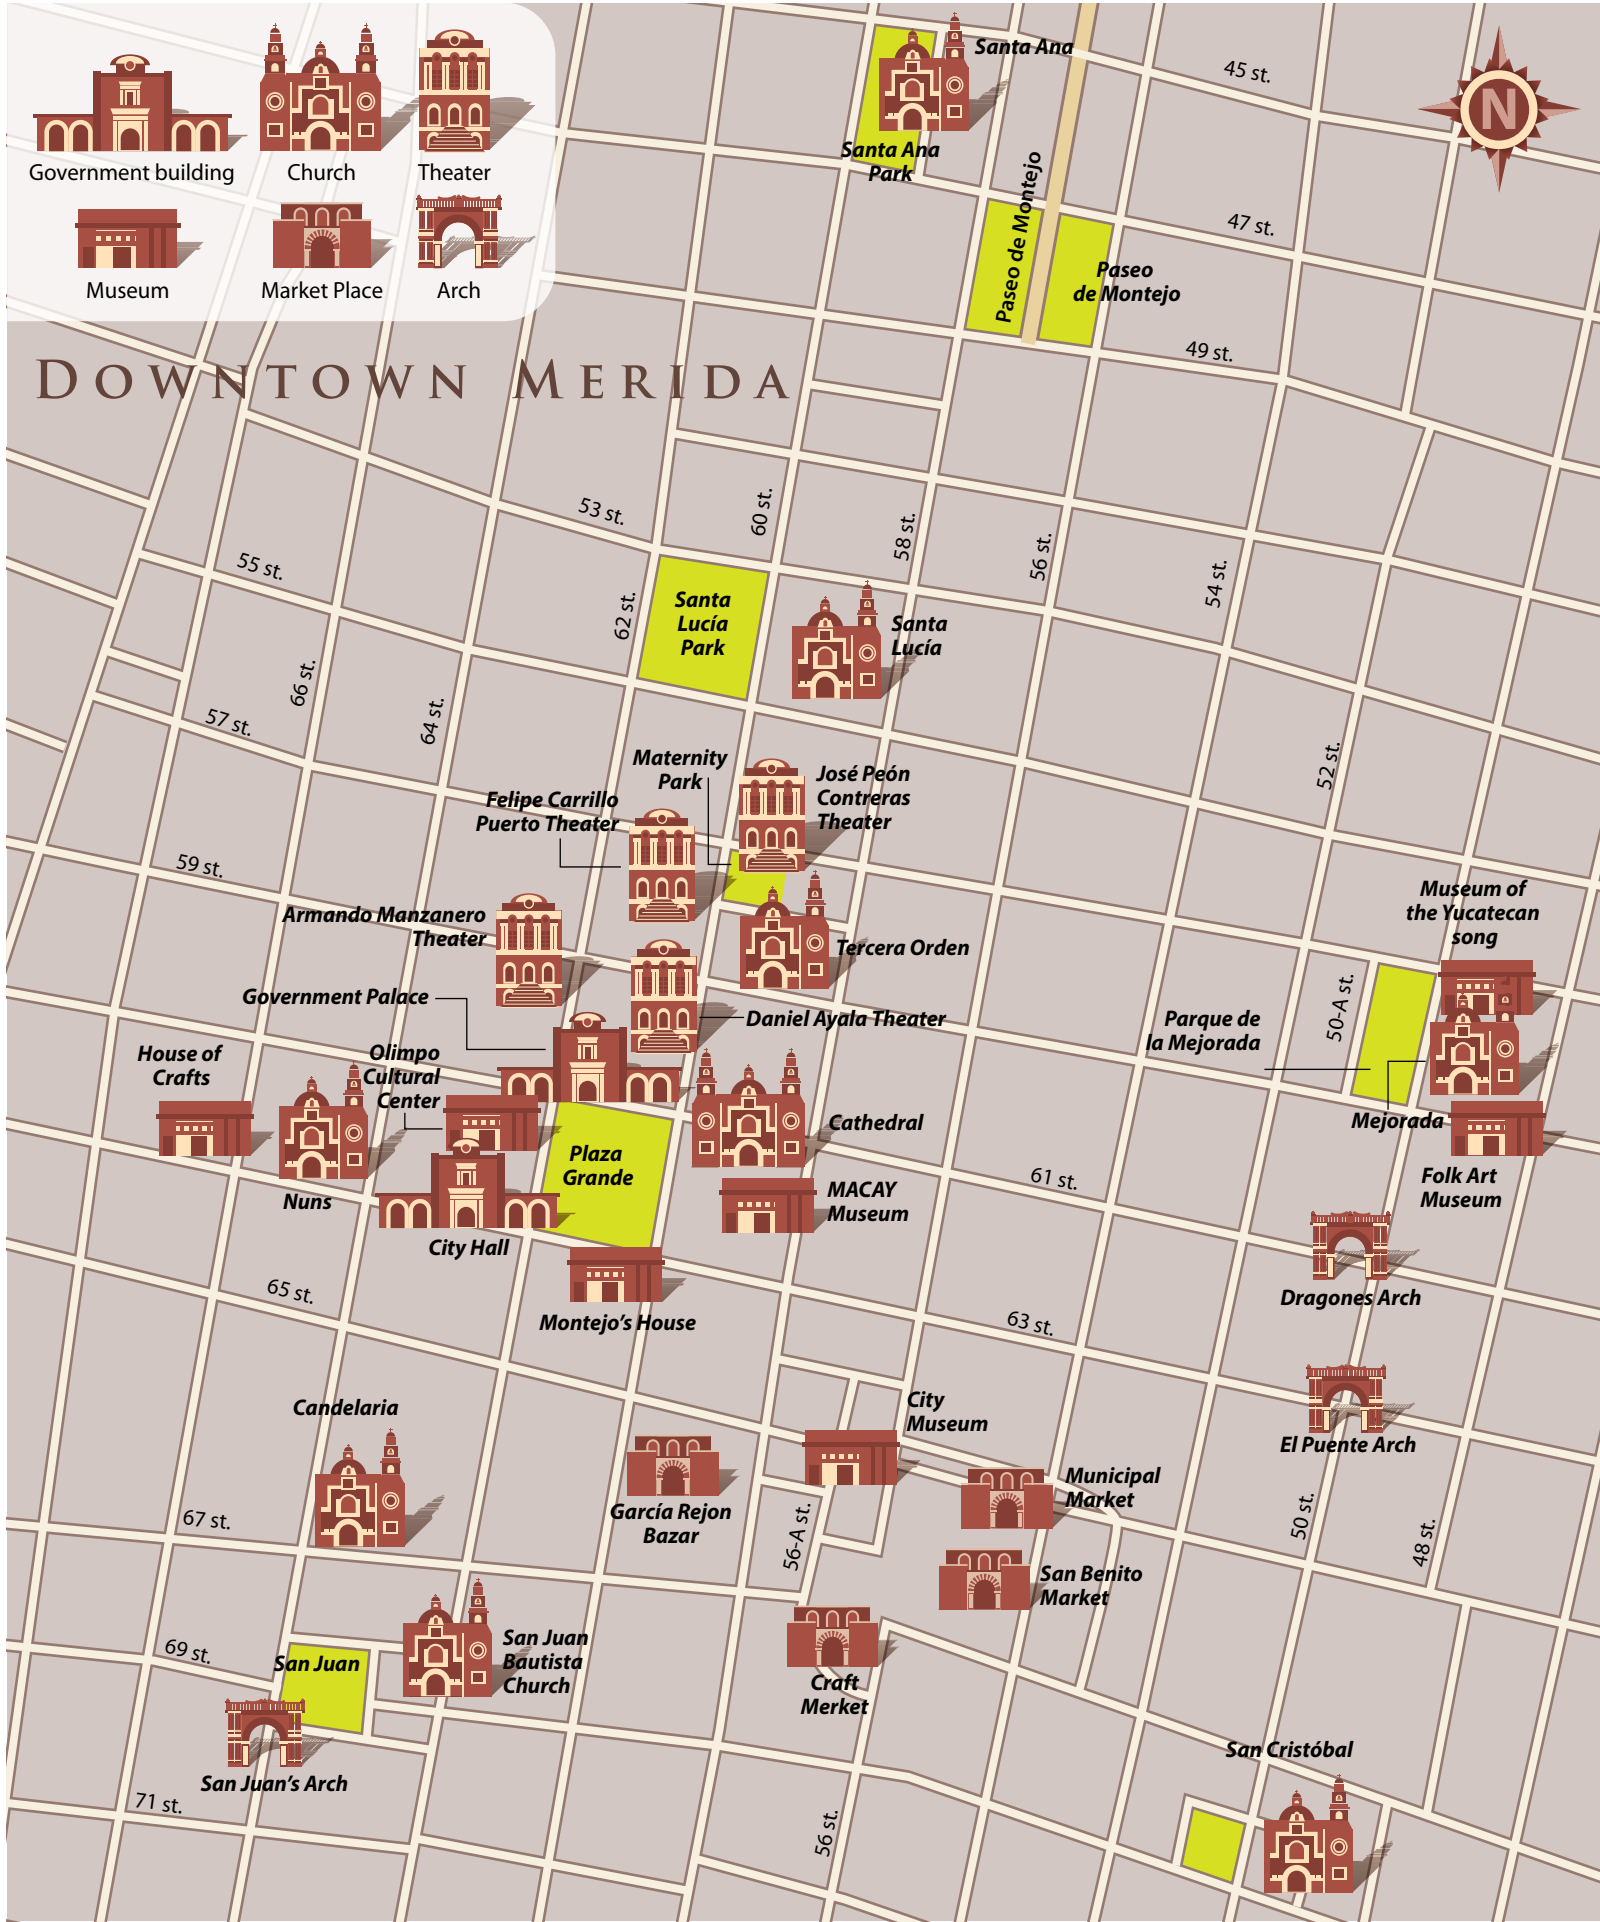 Government building
Church
Theater
Museum
Market Place
Arch
DOWNTOWN MERIDA
N
Santa Ana
45 st.
Santa Ana
Park
Paseo de Montejo
47 st.
Paseo
de Montejo
49 st.
53 st.
60 st.
58 st.
56 st.
54 st.
55 st.
62 st.
Santa
Lucía
Park
Santa
Lucía
66 st.
64 st.
57 st.
52 st.
Maternity
Park
José Peón
Contreras
Theater
Felipe Carrillo
Puerto Theater
59 st.
Armando Manzanero
Theater
Museum of
the Yucatecan
song
Tercera Orden
Government Palace
Daniel Ayala Theater
50-A st.
Parque de
la Mejorada
House of
Crafts
Olimpo
Cultural
Center
Cathedral
Mejorada
Plaza
Grande
61 st.
Folk Art
Museum
Nuns
MACAY
Museum
City Hall
65 st.
Dragones Arch
Montejo's House
63 st.
Candelaria
City
Museum
El Puente Arch
Municipal
Market
García Rejon
Bazar
67 st.
56-A st.
50 st.
48 st.
San Benito
Market
69 st.
San Juan
San Juan
Bautista
Church
Craft
Merket
San Cristóbal
San Juan's Arch
71 st.
56 st.